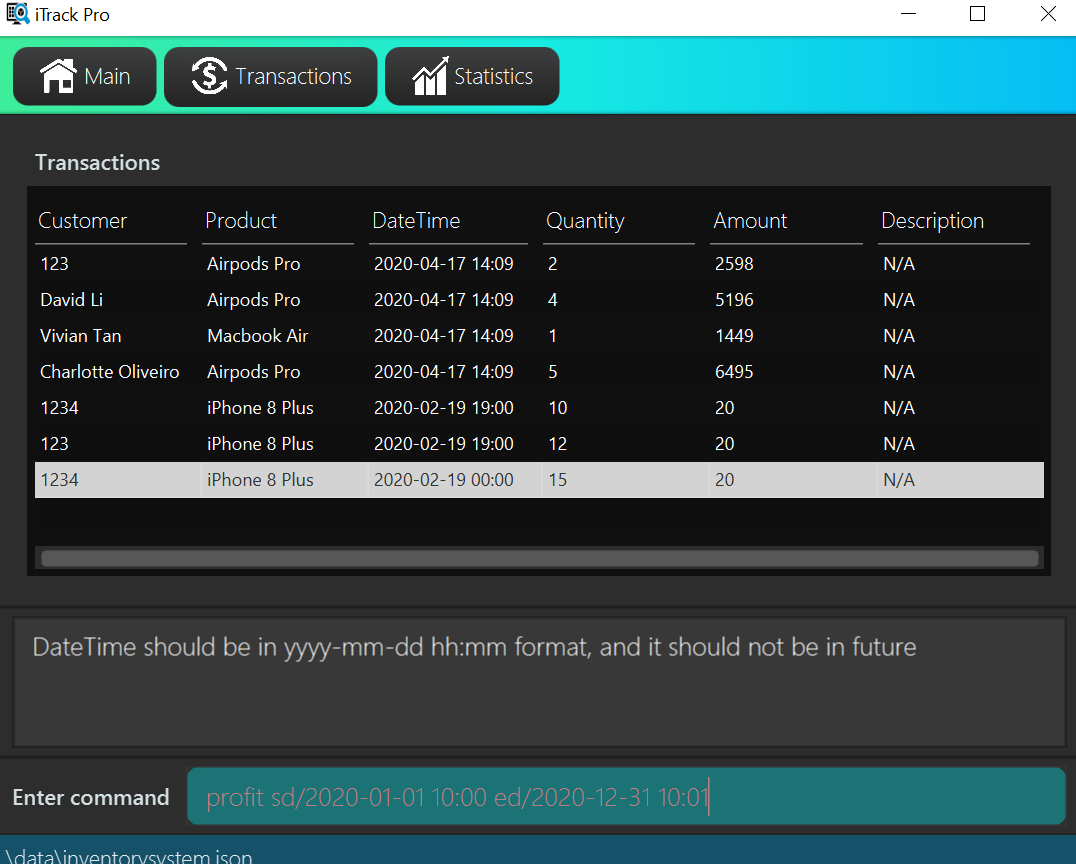 iTrack Pro
Main Transactions Statistics
Transactions
Customer Product DateTime Quantity Amount Description
123 Airpods Pro 2020-04-17 14:09 2 2598 N/A
David Li Airpods Pro 2020-04-17 14:09 4 5196 N/A
Vivian Tan Macbook Air 2020-04-17 14:09 1 1449 N/A
Charlotte Oliveiro Airpods Pro 2020-04-17 14:09 5 6495 N/A
1234 iPhone 8 Plus 2020-02-19 19:00 10 20 N/A
123 iPhone 8 Plus 2020-02-19 19:00 12 20 N/A
1234 iPhone 8 Plus 2020-02-19 00:00 15 20 N/A
DateTime should be in yyyy-mm-dd hh:mm format, and it should not be in future
Enter command profit sd/2020-01-01 10:00 ed/2020-12-31 10:01
\data\inventorysystem.json